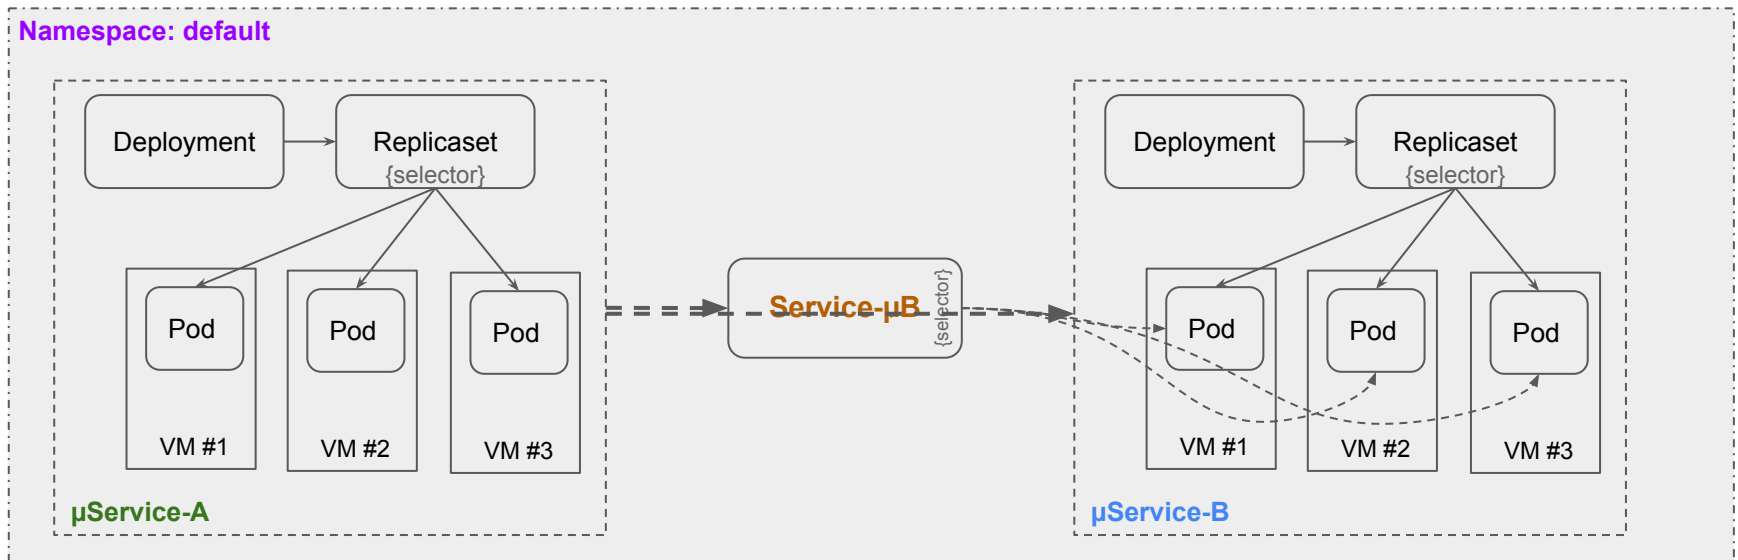 Namespace: default
Deployment
Replicaset
{selector}
Pod
Pod
Pod
VM #1
VM #2
VM #3
µService-A
Service-µB
{selector}
Deployment
Replicaset
{selector}
Pod
Pod
Pod
VM #1
VM #2
VM #3
µService-B